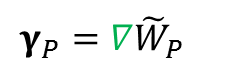 𝛄_P = ∇W̃_P